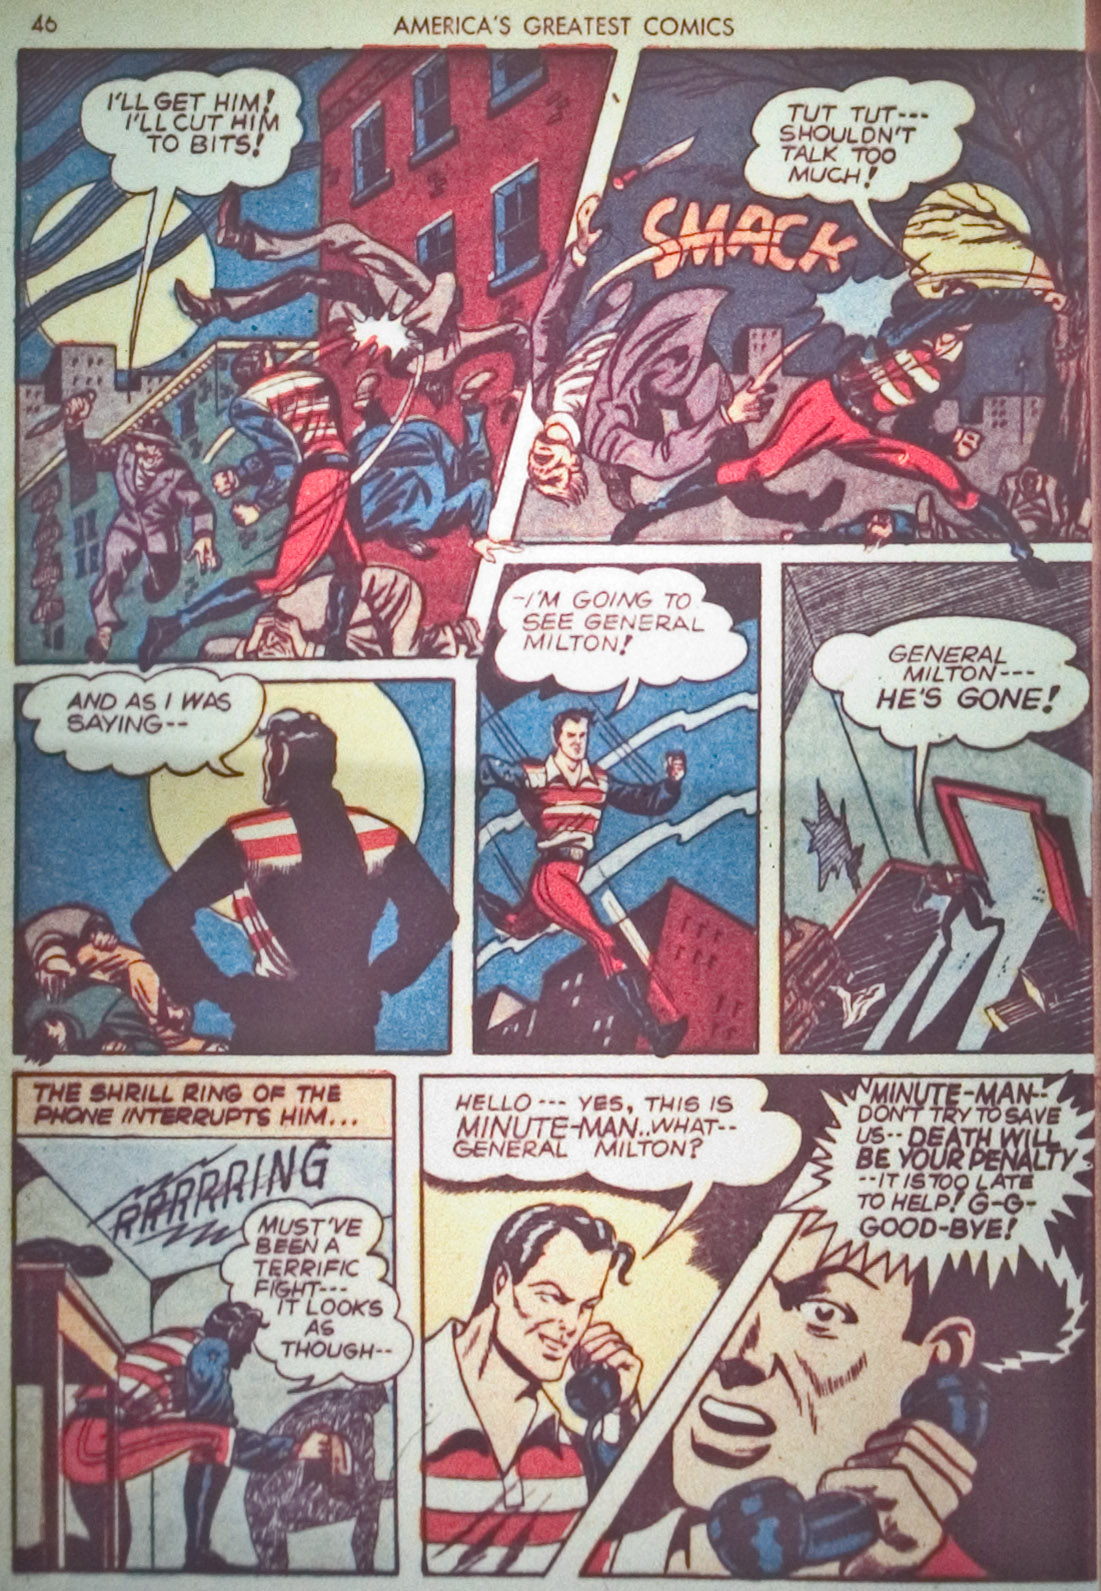 46
AMERICA'S GREATEST COMICS
I'LL GET HIM!
I'LL CUT HIM
TO BITS!
TUT TUT---
SHOULDN'T
TALK TOO
MUCH!
SMACK
AND AS I WAS
SAYING--
-I'M GOING TO
SEE GENERAL
MILTON!
GENERAL
MILTON---
HE'S GONE!
THE SHRILL RING OF THE
PHONE INTERRUPTS HIM...
RRRRRING
MUST'VE
BEEN A
TERRIFIC
FIGHT---
IT LOOKS
AS
THOUGH--
HELLO --- YES, THIS IS
MINUTE-MAN..WHAT--
GENERAL MILTON?
MINUTE-MAN--
DON'T TRY TO SAVE
US-- DEATH WILL
BE YOUR PENALTY
--IT IS TOO LATE
TO HELP! G-G-
GOOD-BYE!